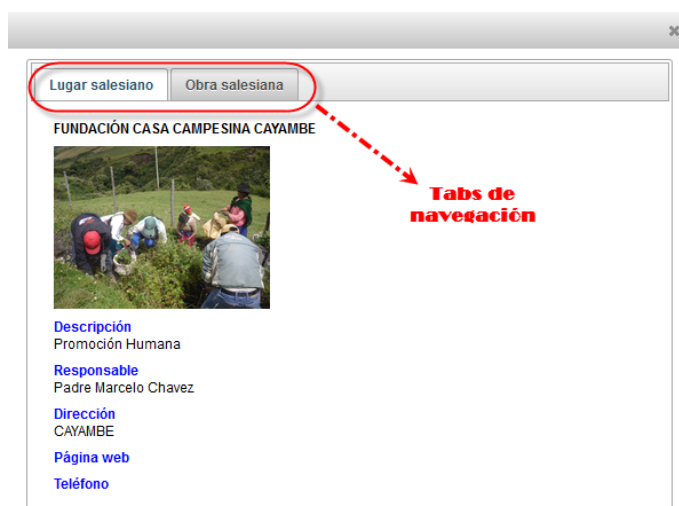 Lugar salesiano Obra salesiana
FUNDACIÓN CASA CAMPESINA CAYAMBE
Tabs de
navegación
Descripción
Promoción Humana
Responsable
Padre Marcelo Chavez
Dirección
CAYAMBE
Página web
Teléfono